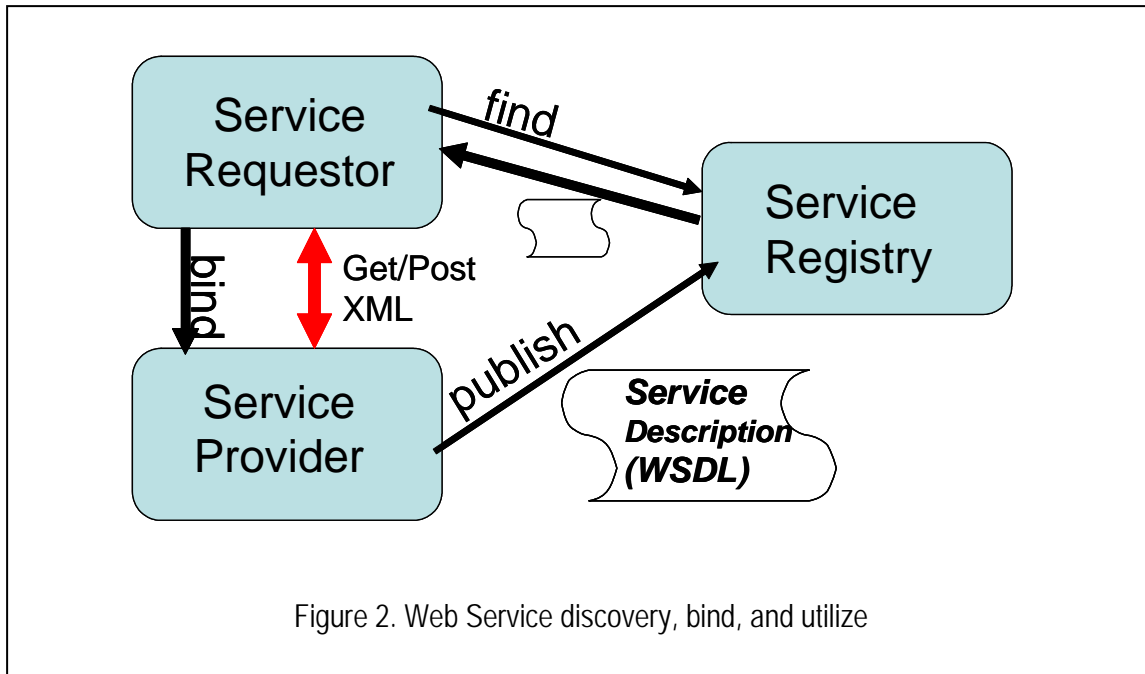 Service
Requestor
find
Service
Registry
bind
Get/Post
XML
publish
Service
Provider
Service
Description
(WSDL)
Figure 2. Web Service discovery, bind, and utilize